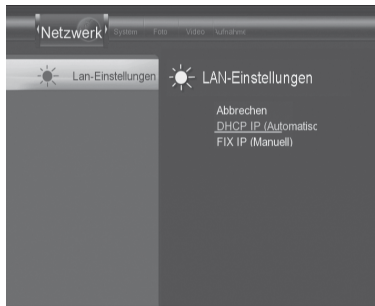 Netzwerk System Foto Video Aufnahme
Lan-Einstellungen
LAN-Einstellungen
Abbrechen
DHCP IP (Automatisc
FIX IP (Manuell)